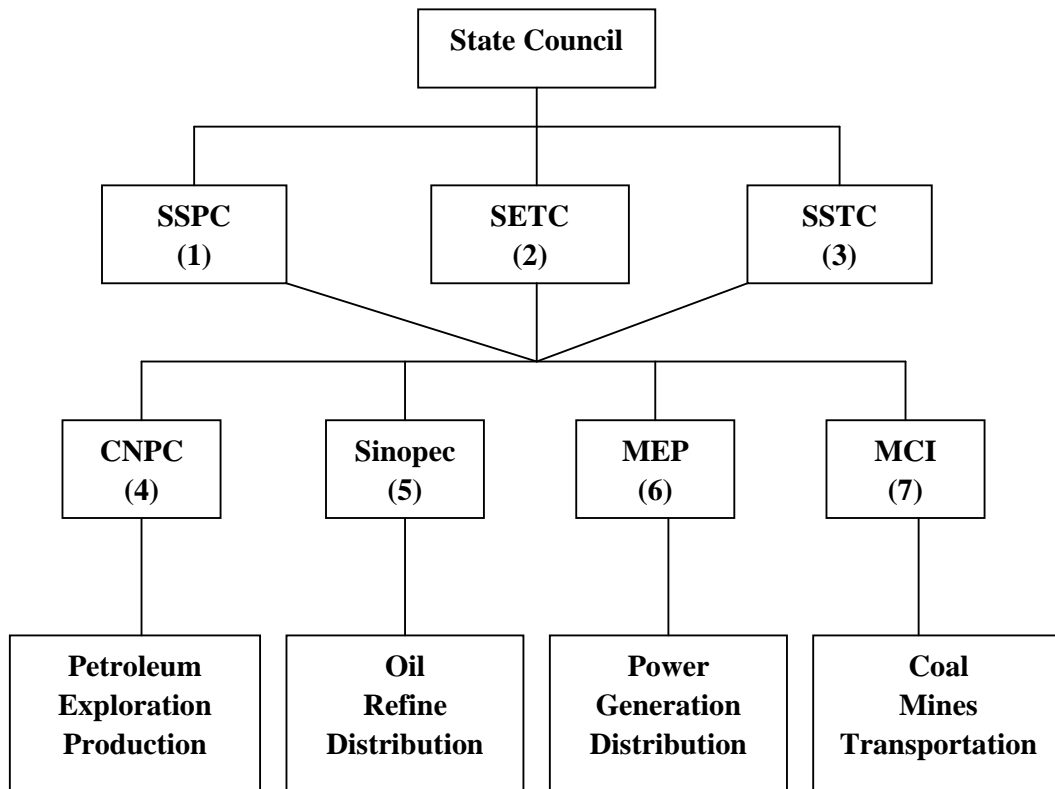 State Council
SSPC
(1)
SETC
(2)
SSTC
(3)
CNPC
(4)
Sinopec
(5)
MEP
(6)
MCI
(7)
Petroleum
Exploration
Production
Oil
Refine
Distribution
Power
Generation
Distribution
Coal
Mines
Transportation